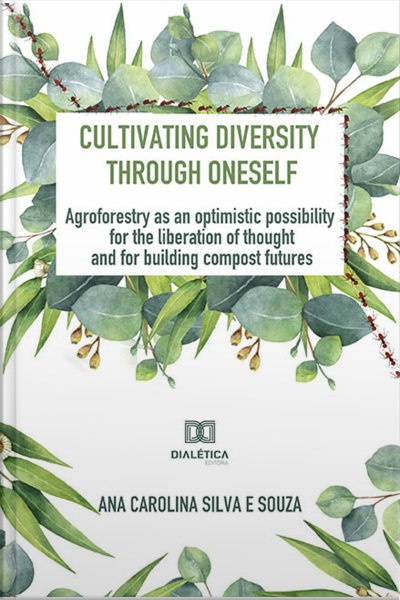 CULTIVATING DIVERSITY
THROUGH ONESELF
Agroforestry as an optimistic possibility
for the liberation of thought
and for building compost futures
DIALÉTICA
EDITORA
ANA CAROLINA SILVA E SOUZA